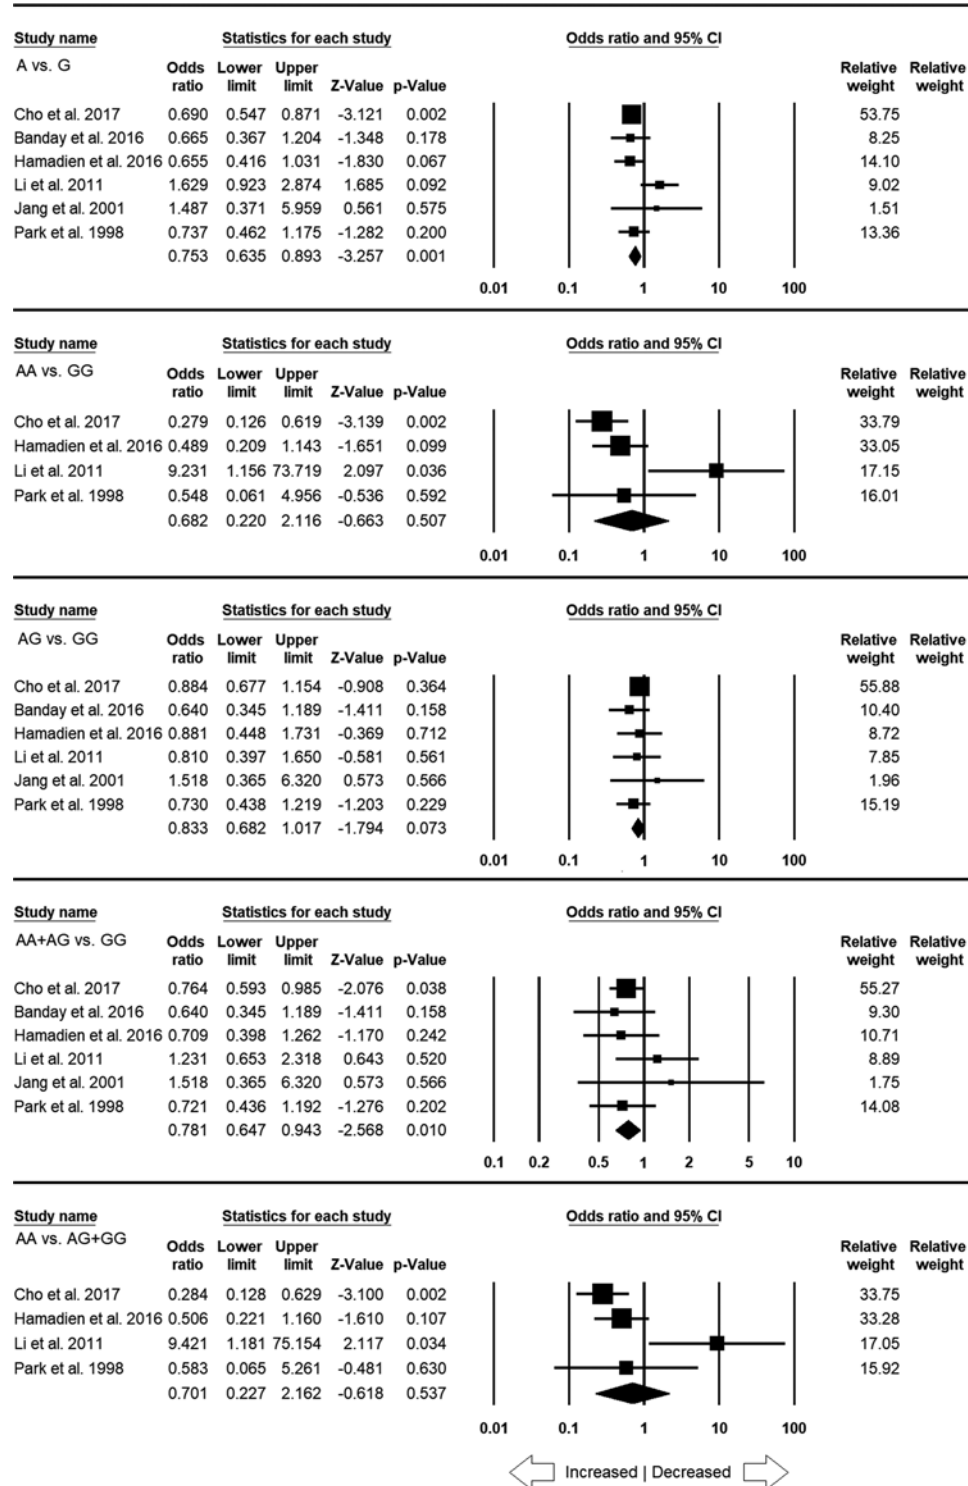 Study name Statistics for each study Odds ratio and 95% CI
A vs. G Odds Lower Upper Relative Relative
ratio limit limit Z-Value p-Value weight weight
Cho et al. 2017 0.690 0.547 0.871 -3.121 0.002 53.75
Banday et al. 2016 0.665 0.367 1.204 -1.348 0.178 8.25
Hamadien et al. 2016 0.655 0.416 1.031 -1.830 0.067 14.10
Li et al. 2011 1.629 0.923 2.874 1.685 0.092 9.02
Jang et al. 2001 1.487 0.371 5.959 0.561 0.575 1.51
Park et al. 1998 0.737 0.462 1.175 -1.282 0.200 13.36
0.753 0.635 0.893 -3.257 0.001
0.01 0.1 1 10 100
Study name Statistics for each study Odds ratio and 95% CI
AA vs. GG Odds Lower Upper Relative Relative
ratio limit limit Z-Value p-Value weight weight
Cho et al. 2017 0.279 0.126 0.619 -3.139 0.002 33.79
Hamadien et al. 2016 0.489 0.209 1.143 -1.651 0.099 33.05
Li et al. 2011 9.231 1.156 73.719 2.097 0.036 17.15
Park et al. 1998 0.548 0.061 4.956 -0.536 0.592 16.01
0.682 0.220 2.116 -0.663 0.507
0.01 0.1 1 10 100
Study name Statistics for each study Odds ratio and 95% CI
AG vs. GG Odds Lower Upper Relative Relative
ratio limit limit Z-Value p-Value weight weight
Cho et al. 2017 0.884 0.677 1.154 -0.908 0.364 55.88
Banday et al. 2016 0.640 0.345 1.189 -1.411 0.158 10.40
Hamadien et al. 2016 0.881 0.448 1.731 -0.369 0.712 8.72
Li et al. 2011 0.810 0.397 1.650 -0.581 0.561 7.85
Jang et al. 2001 1.518 0.365 6.320 0.573 0.566 1.96
Park et al. 1998 0.730 0.438 1.219 -1.203 0.229 15.19
0.833 0.682 1.017 -1.794 0.073
0.01 0.1 1 10 100
Study name Statistics for each study Odds ratio and 95% CI
AA+AG vs. GG Odds Lower Upper Relative Relative
ratio limit limit Z-Value p-Value weight weight
Cho et al. 2017 0.764 0.593 0.985 -2.076 0.038 55.27
Banday et al. 2016 0.640 0.345 1.189 -1.411 0.158 9.30
Hamadien et al. 2016 0.709 0.398 1.262 -1.170 0.242 10.71
Li et al. 2011 1.231 0.653 2.318 0.643 0.520 8.89
Jang et al. 2001 1.518 0.365 6.320 0.573 0.566 1.75
Park et al. 1998 0.721 0.436 1.192 -1.276 0.202 14.08
0.781 0.647 0.943 -2.568 0.010
0.1 0.2 0.5 1 2 5 10
Study name Statistics for each study Odds ratio and 95% CI
AA vs. AG+GG Odds Lower Upper Relative Relative
ratio limit limit Z-Value p-Value weight weight
Cho et al. 2017 0.284 0.128 0.629 -3.100 0.002 33.75
Hamadien et al. 2016 0.506 0.221 1.160 -1.610 0.107 33.28
Li et al. 2011 9.421 1.181 75.154 2.117 0.034 17.05
Park et al. 1998 0.583 0.065 5.261 -0.481 0.630 15.92
0.701 0.227 2.162 -0.618 0.537
0.01 0.1 1 10 100
Increased | Decreased